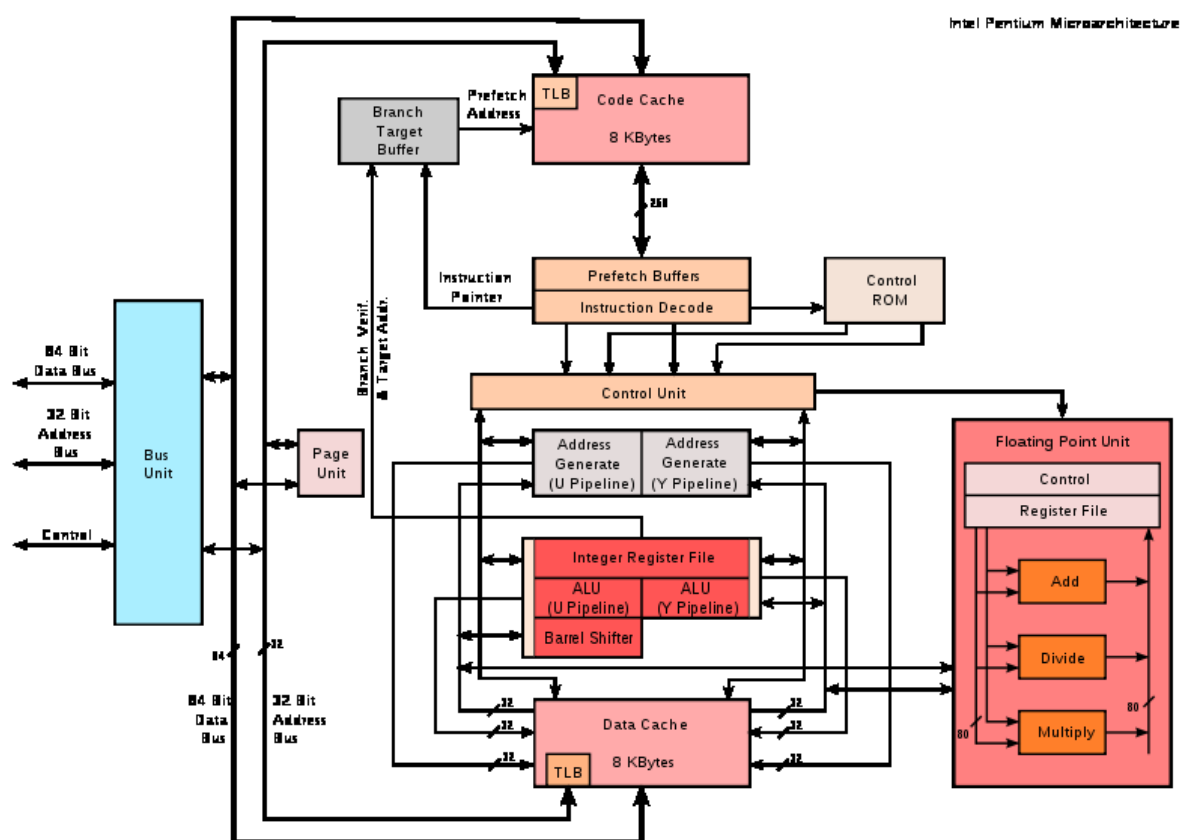 Intel Pentium Microarchitecture
TLB
Code Cache
8 KBytes
Prefetch
Address
Branch
Target
Buffer
256
Prefetch Buffers
Instruction Decode
Instruction
Pointer
Control
ROM
Branch Verif.
& Target Addr.
64 Bit
Data Bus
32 Bit
Address
Bus
Control
Bus
Unit
Page
Unit
Control Unit
Address
Generate
(U Pipeline)
Address
Generate
(Y Pipeline)
Integer Register File
ALU
(U Pipeline)
ALU
(Y Pipeline)
Barrel Shifter
Floating Point Unit
Control
Register File
Add
Divide
Multiply
80
80
64
32
64 Bit
Data
Bus
32 Bit
Address
Bus
32
32
32
32
32
32
Data Cache
8 KBytes
TLB